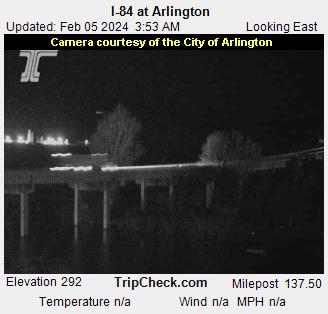 I-84 at Arlington
Updated: Feb 05 2024 3:53 AM Looking East
Camera courtesy of the City of Arlington
Elevation 292 TripCheck.com Milepost 137.50
Temperature n/a Wind n/a MPH n/a